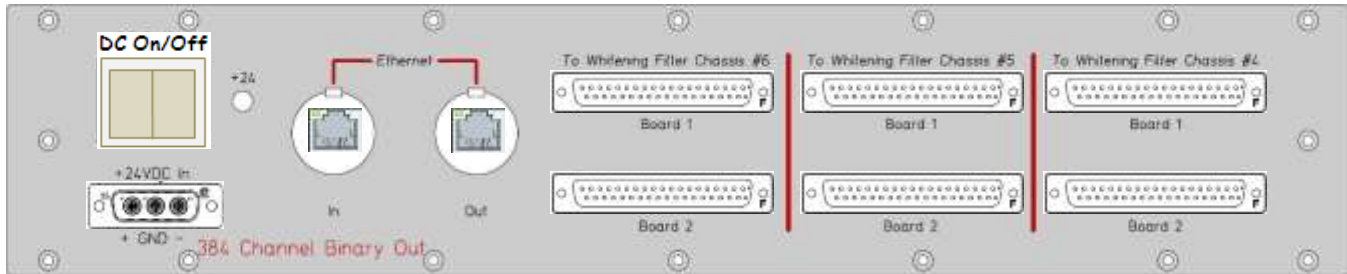 DC On/Off
+24
Ethernet
In
Out
+24VDC In
+ GND -
384 Channel Binary Out
To Whitening Filter Chassis #6
Board 1
Board 2
To Whitening Filter Chassis #5
Board 1
Board 2
To Whitening Filter Chassis #4
Board 1
Board 2
F
F
F
F
F
F